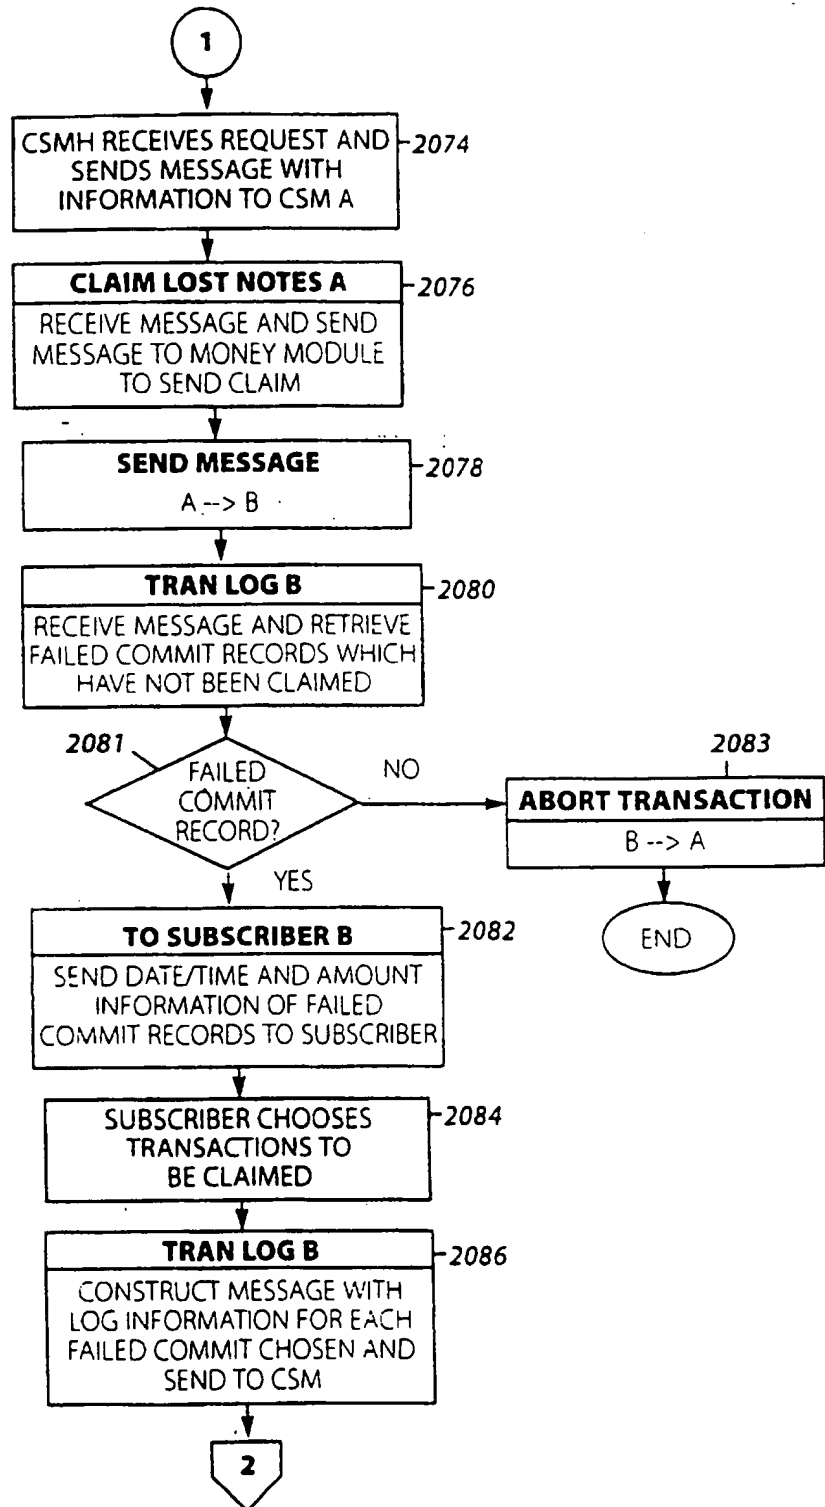 1
CSMH RECEIVES REQUEST AND
SENDS MESSAGE WITH
INFORMATION TO CSM A
2074
CLAIM LOST NOTES A
2076
RECEIVE MESSAGE AND SEND
MESSAGE TO MONEY MODULE
TO SEND CLAIM
SEND MESSAGE
2078
A --> B
TRAN LOG B
2080
RECEIVE MESSAGE AND RETRIEVE
FAILED COMMIT RECORDS WHICH
HAVE NOT BEEN CLAIMED
2081
FAILED
COMMIT
RECORD?
NO
2083
ABORT TRANSACTION
B --> A
END
YES
TO SUBSCRIBER B
2082
SEND DATE/TIME AND AMOUNT
INFORMATION OF FAILED
COMMIT RECORDS TO SUBSCRIBER
SUBSCRIBER CHOOSES
TRANSACTIONS TO
BE CLAIMED
2084
TRAN LOG B
2086
CONSTRUCT MESSAGE WITH
LOG INFORMATION FOR EACH
FAILED COMMIT CHOSEN AND
SEND TO CSM
2